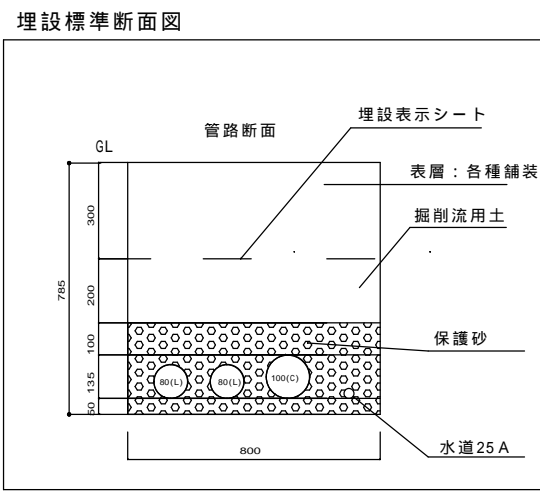 埋設標準断面図
管路断面
埋設表示シート
GL
表層：各種舗装
掘削流用土
300
785
200
100
保護砂
135
80(L)
80(L)
100(C)
50
水道25A
800